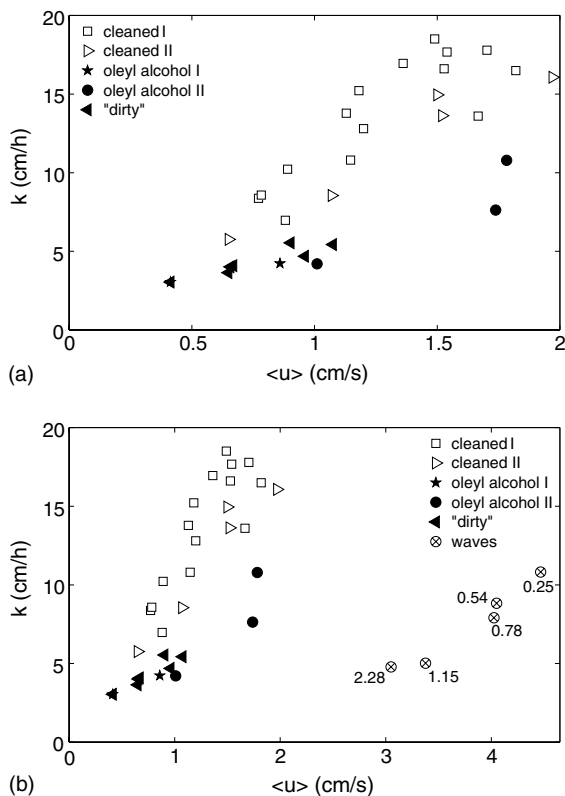 20
15
10
5
0
k (cm/h)
cleaned I
cleaned II
oleyl alcohol I
oleyl alcohol II
"dirty"
0
0.5
1
1.5
2
<u> (cm/s)
(a)
20
15
10
5
0
k (cm/h)
cleaned I
cleaned II
oleyl alcohol I
oleyl alcohol II
"dirty"
waves
0.25
0.54
0.78
2.28
1.15
0
1
2
3
4
<u> (cm/s)
(b)